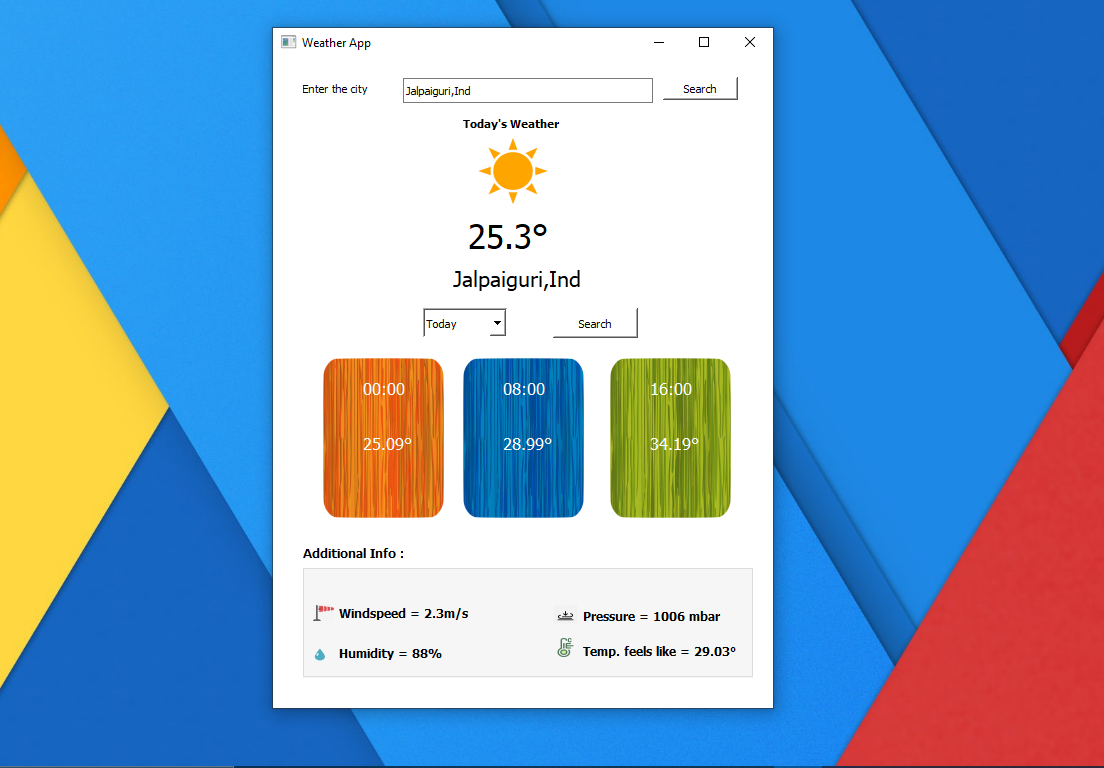 Weather App
Enter the city
Jalpaiguri,Ind
Search
Today's Weather
25.3°
Jalpaiguri,Ind
Today
Search
00:00
08:00
16:00
25.09°
28.99°
34.19°
Additional Info :
Windspeed = 2.3m/s
Pressure = 1006 mbar
Humidity = 88%
Temp. feels like = 29.03°